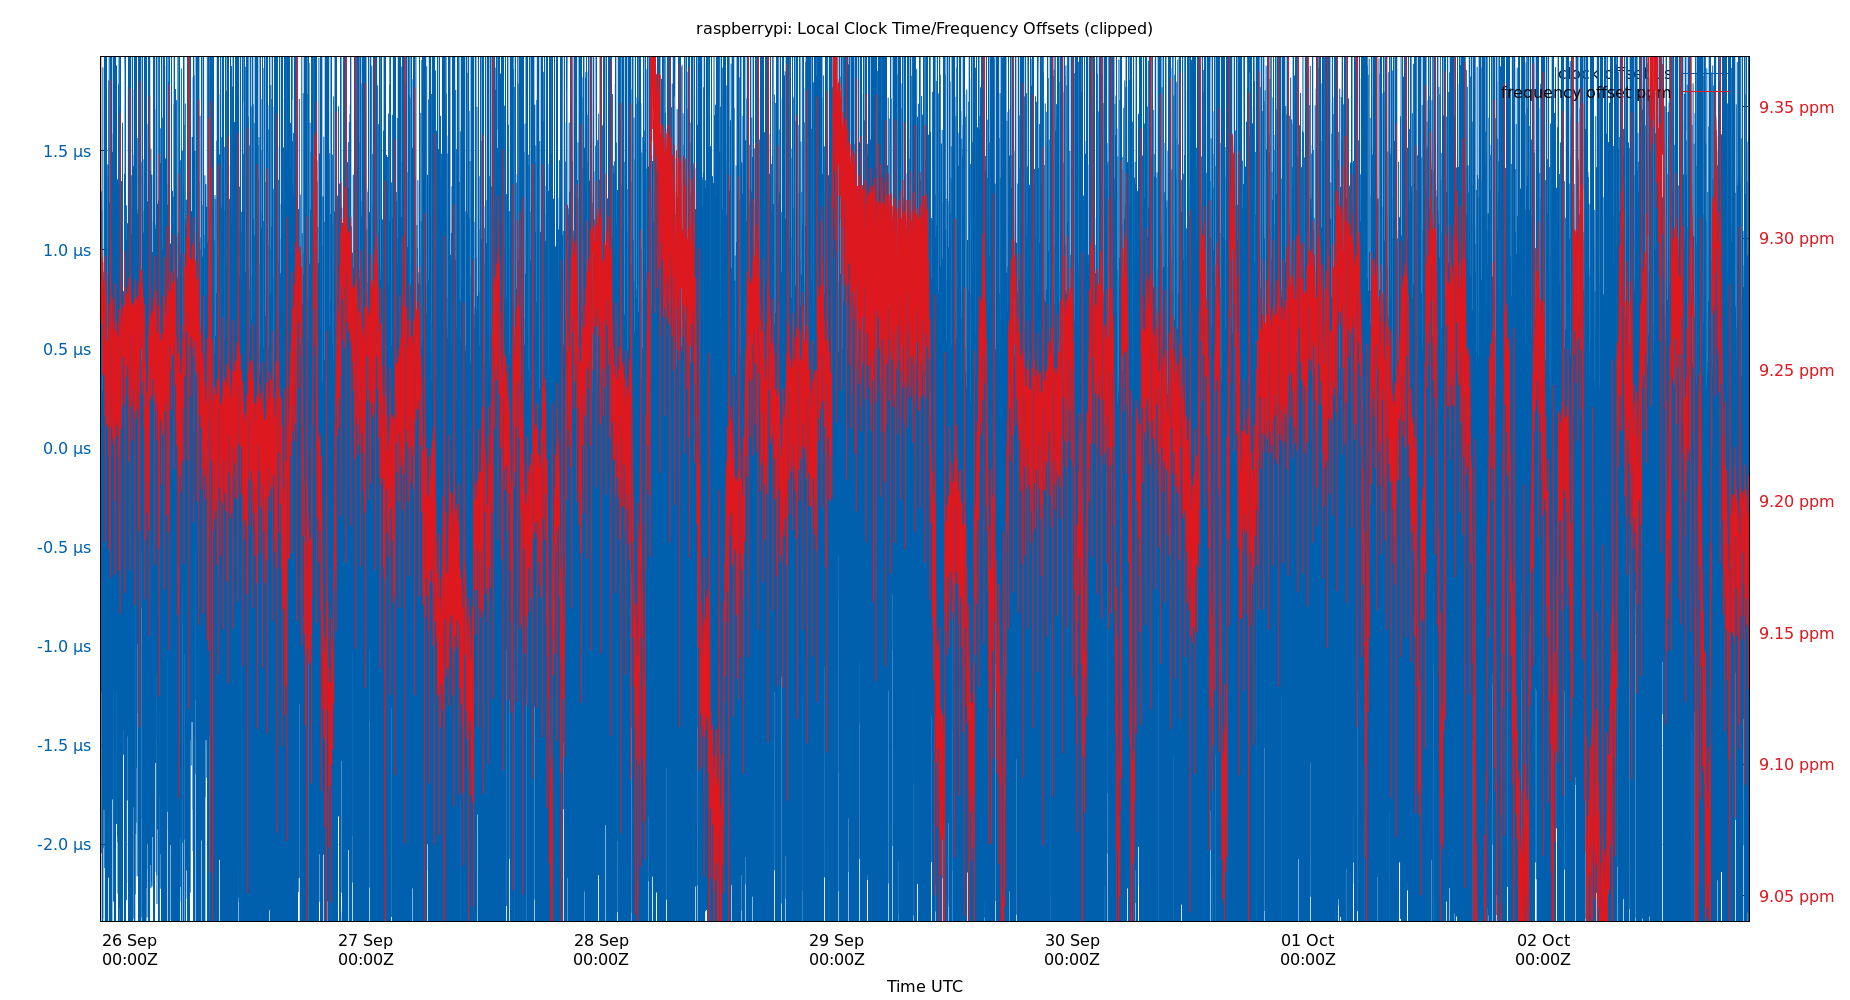 raspberrypi: Local Clock Time/Frequency Offsets (clipped)
clock offset µs
frequency offset ppm
1.5 µs
1.0 µs
0.5 µs
0.0 µs
-0.5 µs
-1.0 µs
-1.5 µs
-2.0 µs
9.35 ppm
9.30 ppm
9.25 ppm
9.20 ppm
9.15 ppm
9.10 ppm
9.05 ppm
26 Sep
00:00Z
27 Sep
00:00Z
28 Sep
00:00Z
29 Sep
00:00Z
30 Sep
00:00Z
01 Oct
00:00Z
02 Oct
00:00Z
Time UTC